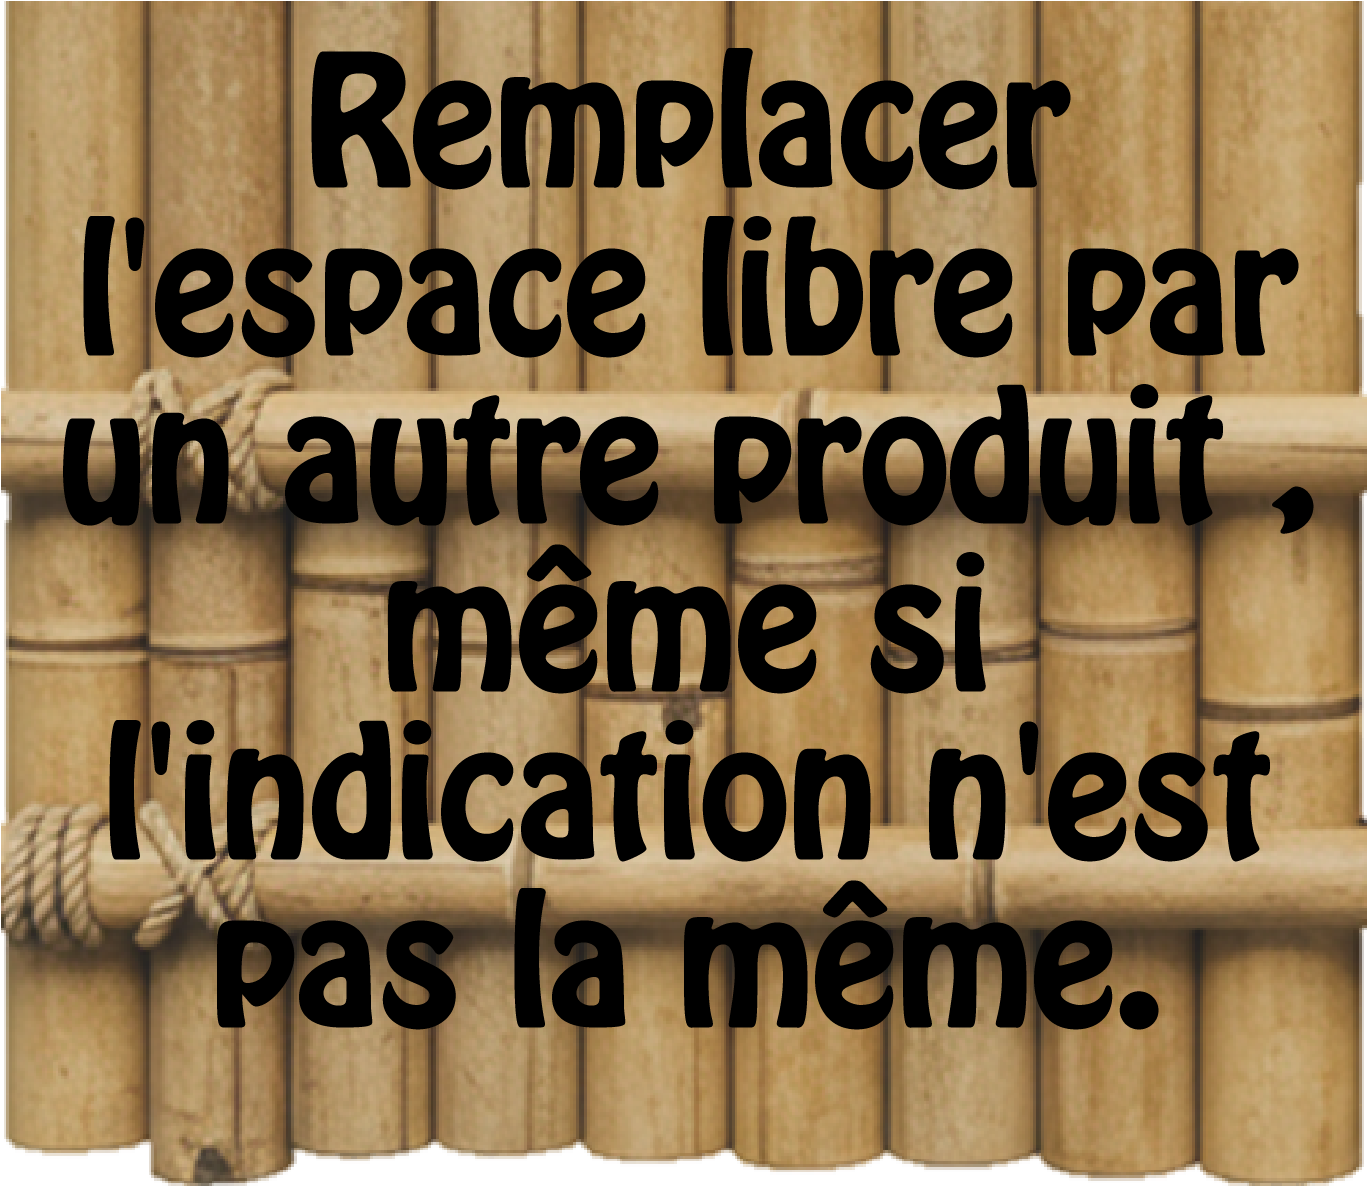 Remplacer
l'espace libre par
un autre produit ,
même si
l'indication n'est
pas la même.